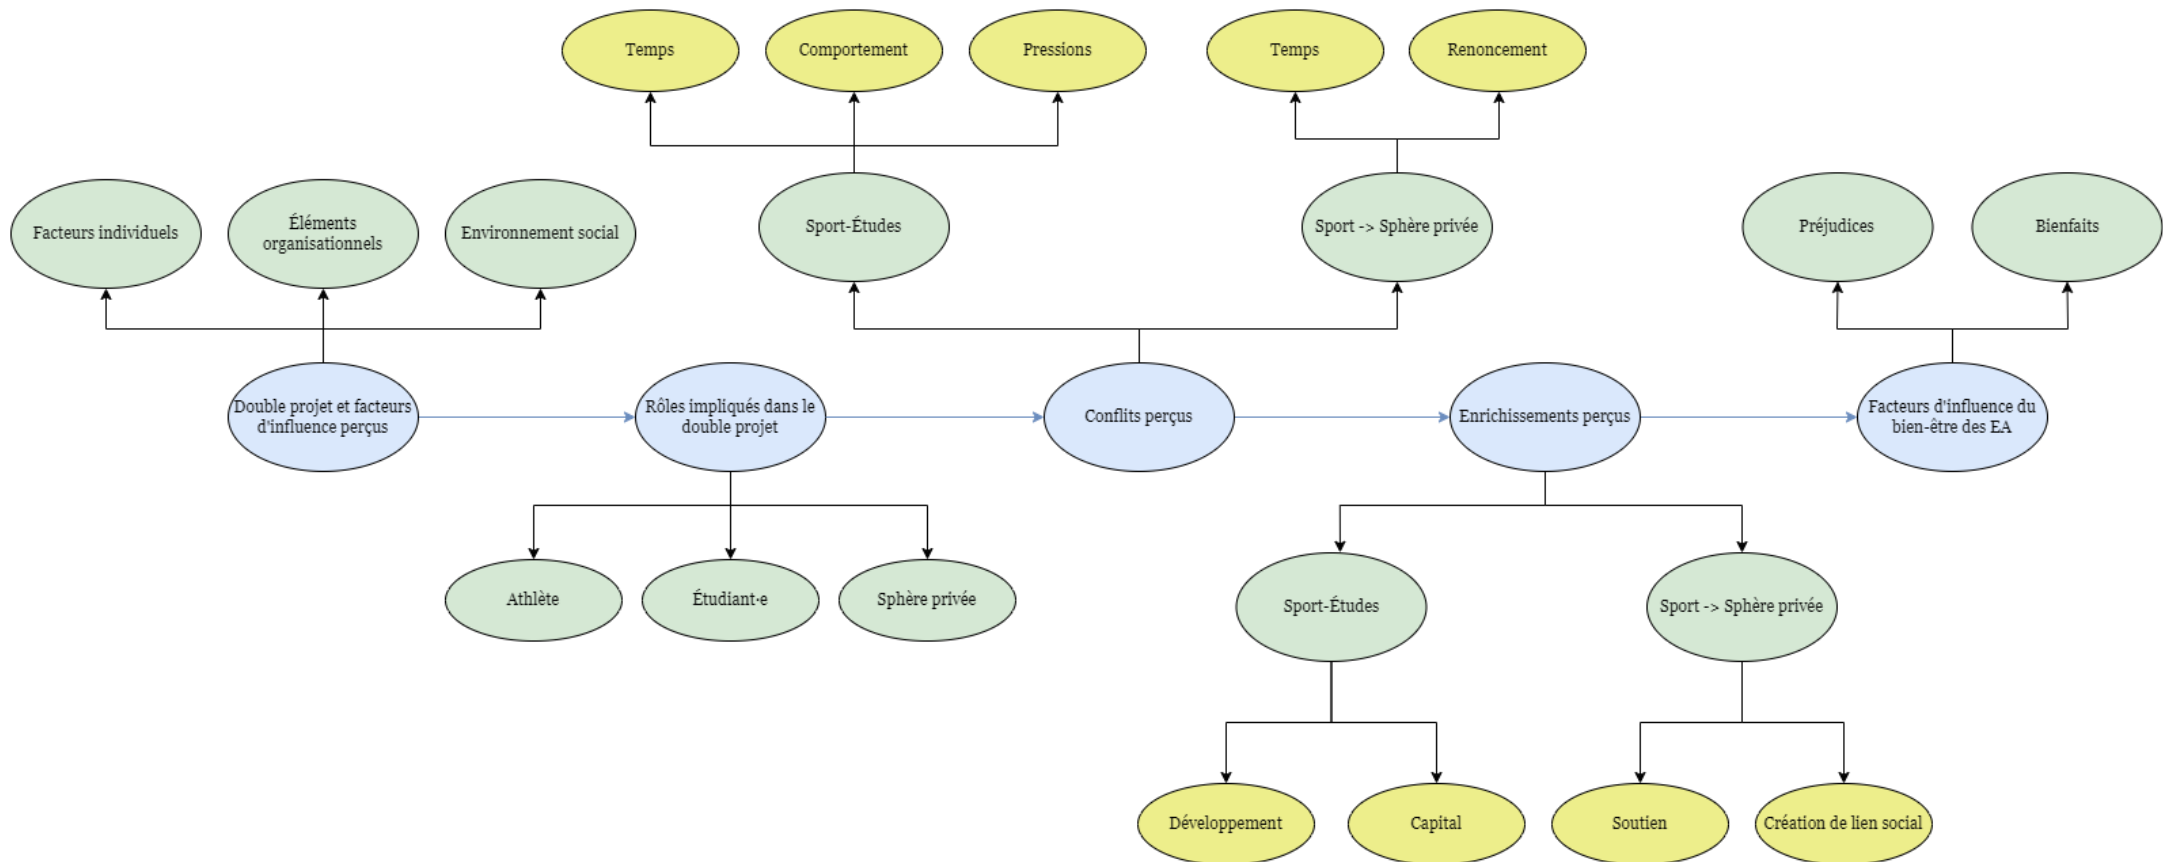 Temps
Comportement
Pressions
Temps
Renoncement
Facteurs individuels
Éléments
organisationnels
Environnement social
Sport-Études
Sport -> Sphère privée
Préjudices
Bienfaits
Double projet et facteurs
d'influence perçus
Rôles impliqués dans le
double projet
Conflits perçus
Enrichissements perçus
Facteurs d'influence du
bien-être des EA
Athlète
Étudiant·e
Sphère privée
Sport-Études
Sport -> Sphère privée
Développement
Capital
Soutien
Création de lien social